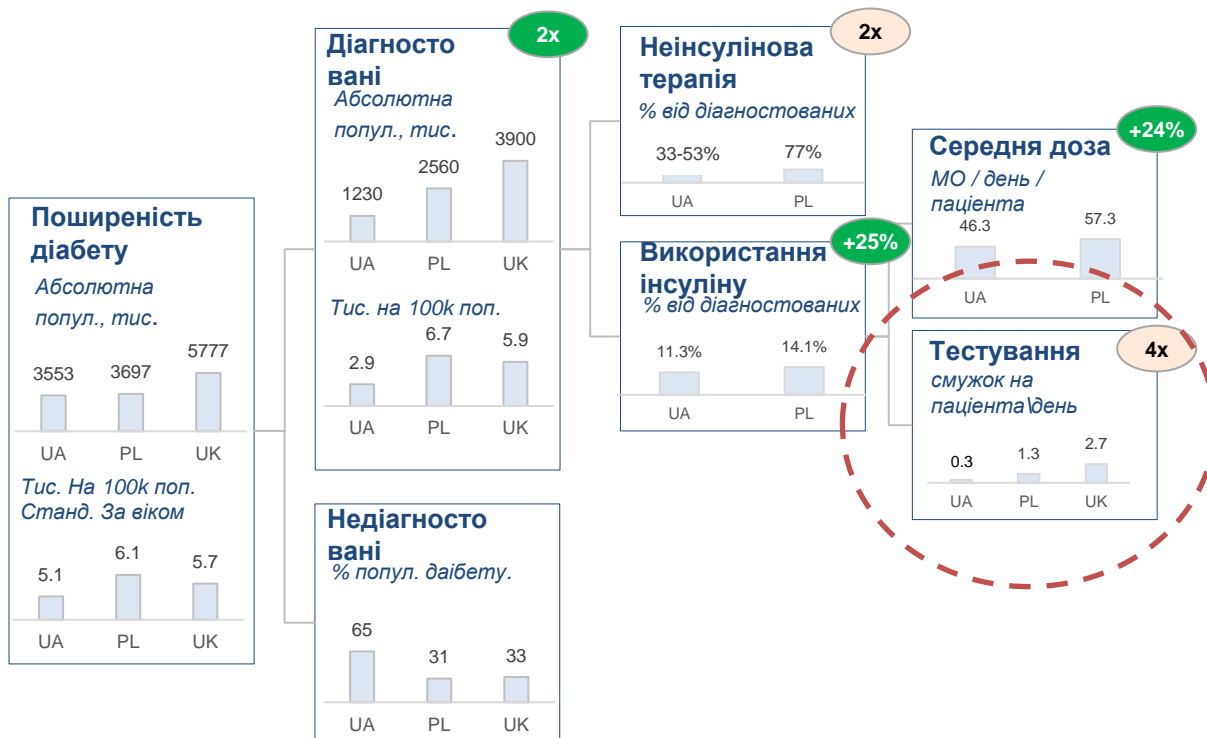 Поширеність
діабету
Абсолютна
попул., тис.
3553 3697 5777
UA PL UK
Тис. На 100k поп.
Станд. За віком
5.1 6.1 5.7
UA PL UK
Діагносто
вані
2x
Абсолютна
попул., тис.
1230 2560 3900
UA PL UK
Тис. на 100k поп.
2.9 6.7 5.9
UA PL UK
Недіагносто
вані
% попул. даібету.
65 31 33
UA PL UK
Неінсулінова
терапія
2x
% від діагностованих
33-53% 77%
UA PL
Використання
інсуліну
+25%
% від діагностованих
11.3% 14.1%
UA PL
Середня доза
+24%
МО / день /
пацієнта
46.3 57.3
UA PL
Тестування
4x
смужок на
пацієнта\день
0.3 1.3 2.7
UA PL UK